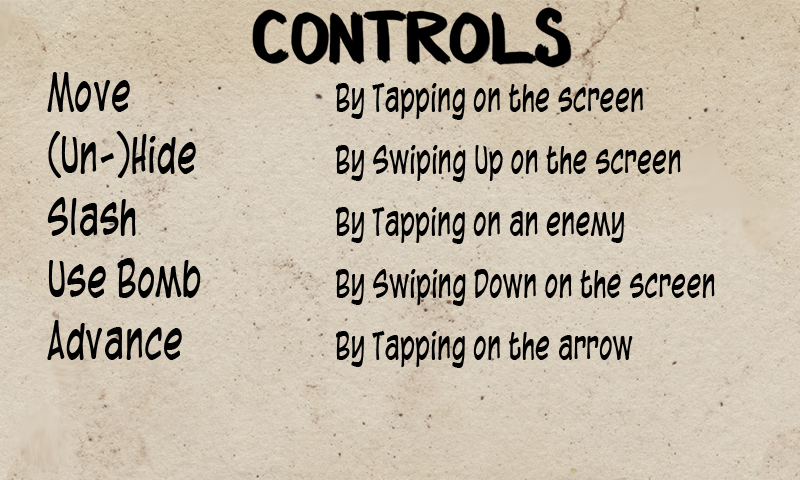 CONTROLS
Move By Tapping on the screen
(Un-)Hide By Swiping Up on the screen
Slash By Tapping on an enemy
Use Bomb By Swiping Down on the screen
Advance By Tapping on the arrow